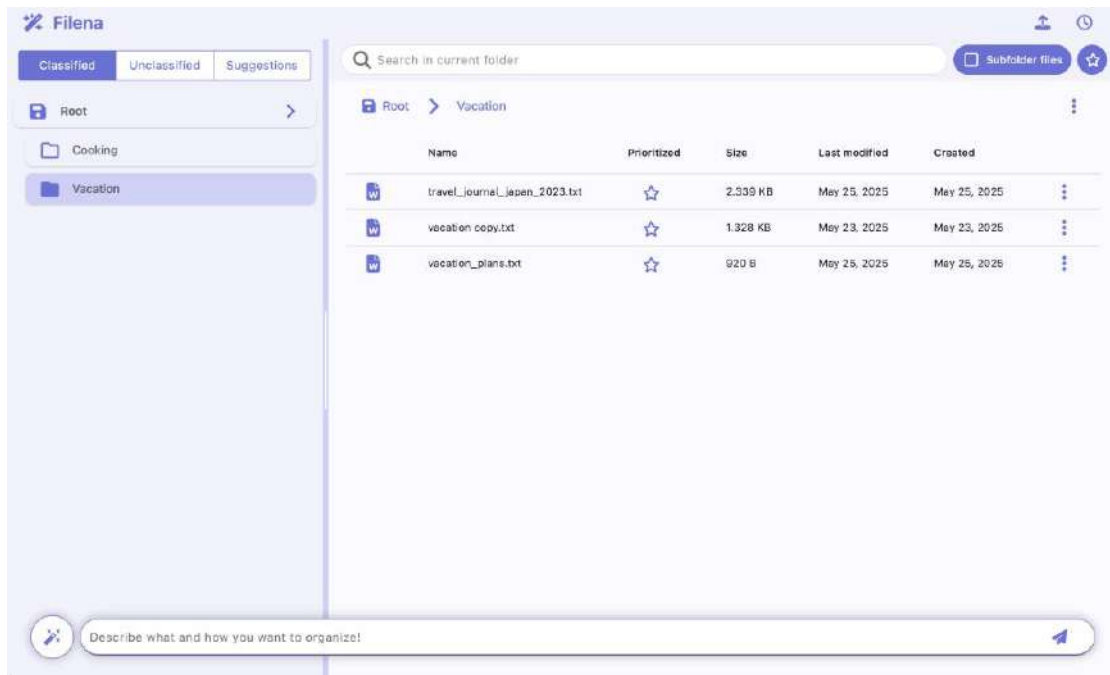 Filena
Classified Unclassified Suggestions
Root
Cooking
Vacation
Search in current folder
Subfolder files
Root Vacation
Name Prioritized Size Last modified Created
travel_journal_japan_2023.txt 2.339 KB May 25, 2025 May 25, 2025
vacation copy.txt 1.328 KB May 23, 2025 May 23, 2025
vacation_plans.txt 920 B May 25, 2025 May 25, 2025
Describe what and how you want to organize!